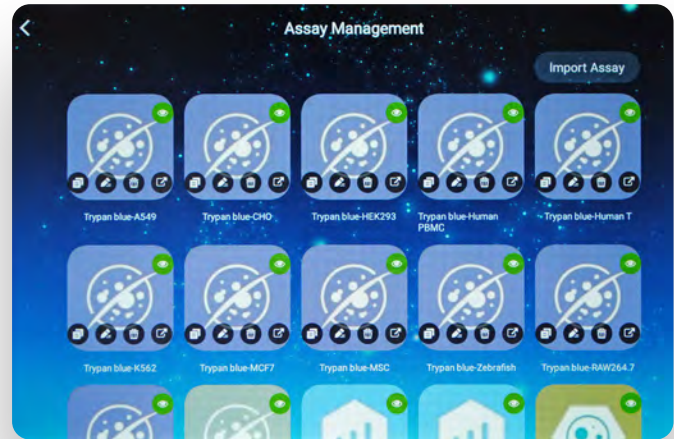 Assay Management
Import Assay
Trypan blue-A549
Trypan blue-CHO
Trypan blue-HEK293
Trypan blue-Human
PBMC
Trypan blue-Human T
Trypan blue-K562
Trypan blue-MCF7
Trypan blue-MSC
Trypan blue-Zebrafish
Trypan blue-RAW264.7